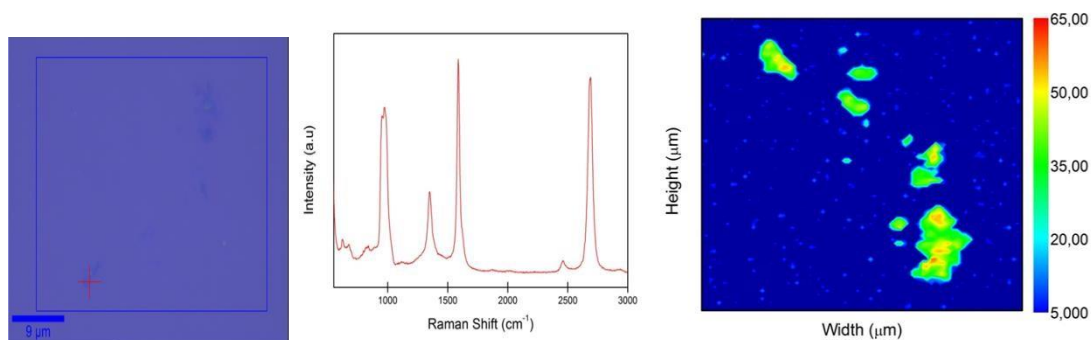 9 µm
Intensity (a.u)
1000
1500
2000
2500
3000
Raman Shift (cm⁻¹)
Height (µm)
Width (µm)
65,00
50,00
35,00
20,00
5,000